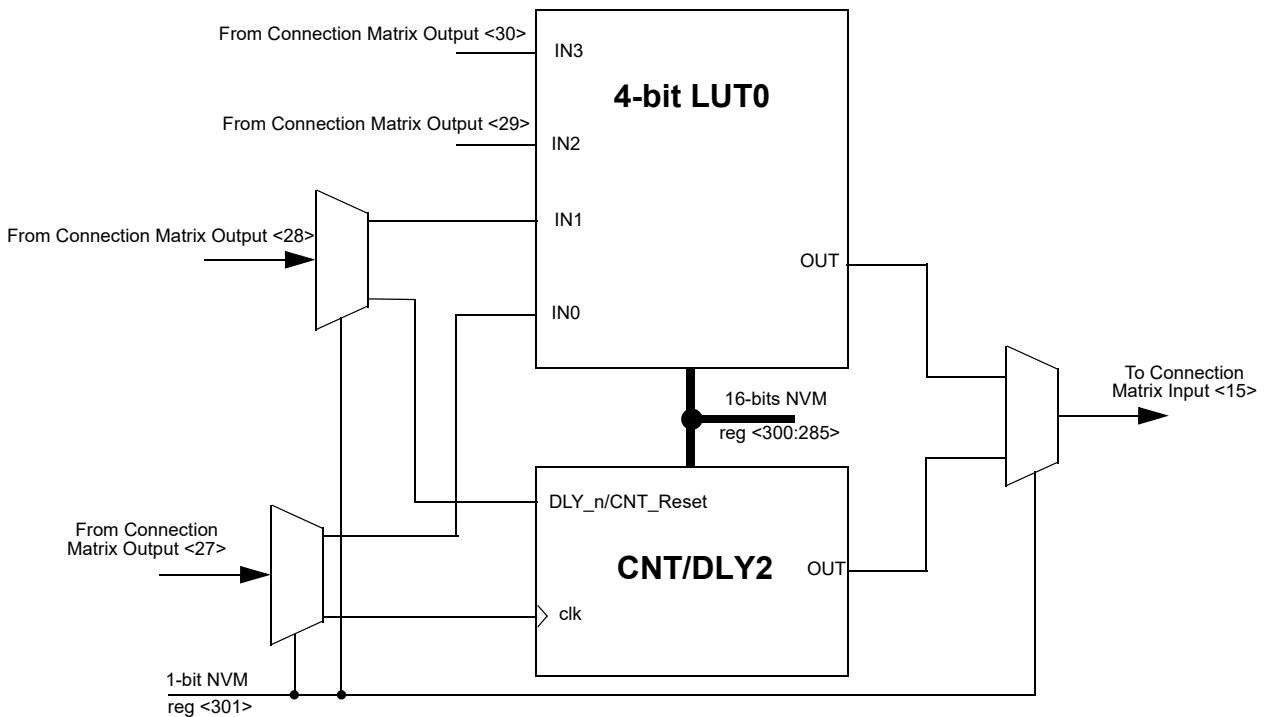 From Connection Matrix Output <30>
IN3
4-bit LUT0
From Connection Matrix Output <29>
IN2
IN1
From Connection Matrix Output <28>
OUT
IN0
To Connection
Matrix Input <15>
16-bits NVM
reg <300:285>
DLY_n/CNT_Reset
From Connection
Matrix Output <27>
CNT/DLY2
OUT
clk
1-bit NVM
reg <301>